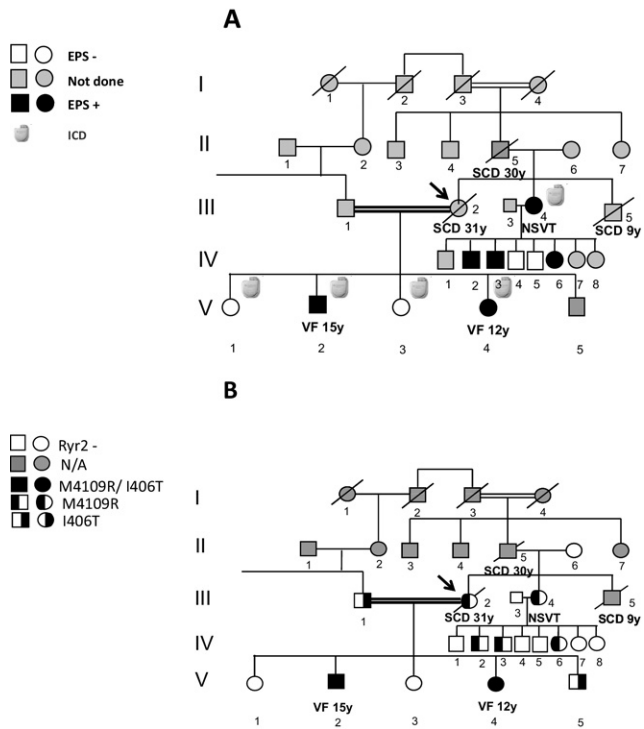 A
EPS -
Not done
EPS +
ICD
I
1 2 3 4
II
1 2 3 4 5 6 7
SCD 30y
III
1 2 3 4 5
SCD 31y NSVT SCD 9y
IV
1 2 3 4 5 6 7 8
V
VF 15y VF 12y
1 2 3 4 5
B
Ryr2 -
N/A
M4109R/ I406T
M4109R
I406T
I
1 2 3 4
II
1 2 3 4 5 6 7
SCD 30y
III
1 2 3 4 5
SCD 31y NSVT SCD 9y
IV
1 2 3 4 5 6 7 8
V
VF 15y VF 12y
1 2 3 4 5